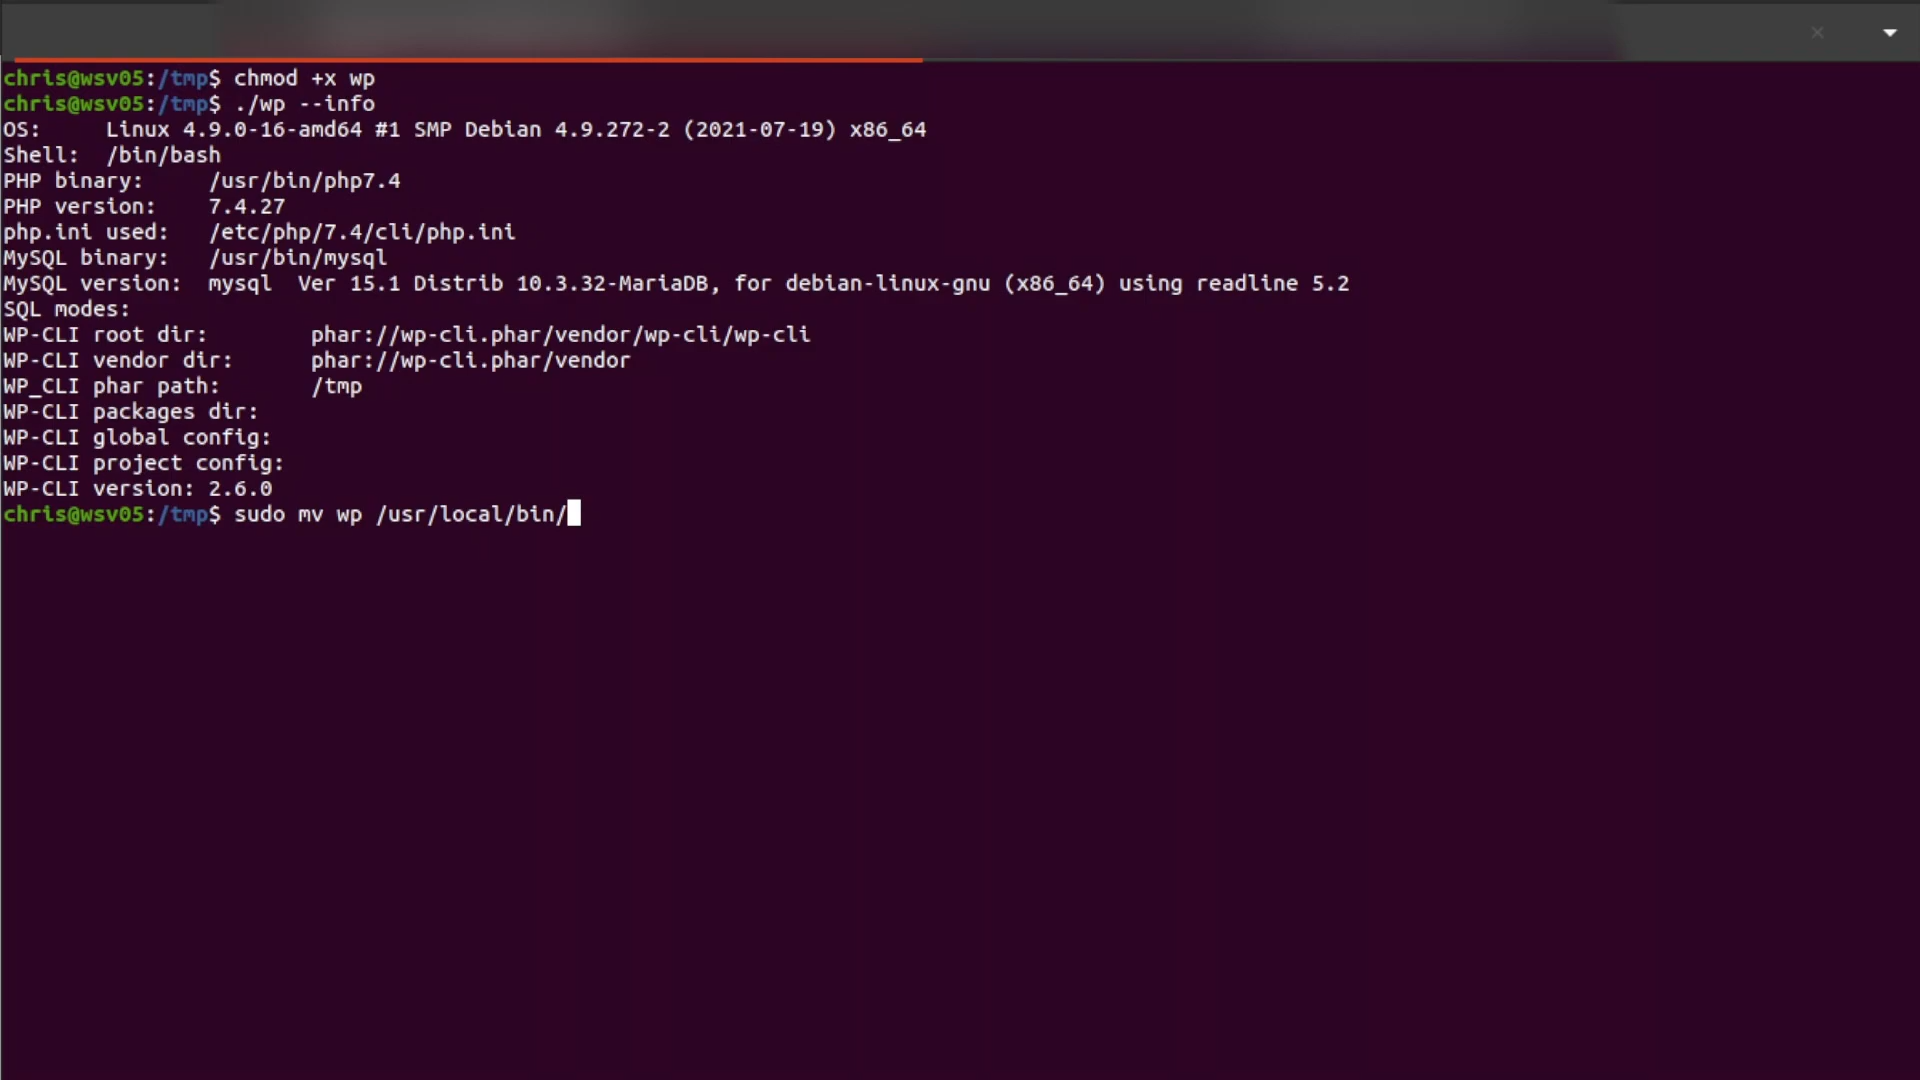 chris@wsv05:/tmp$ chmod +x wp
chris@wsv05:/tmp$ ./wp --info
OS:     Linux 4.9.0-16-amd64 #1 SMP Debian 4.9.272-2 (2021-07-19) x86_64
Shell:  /bin/bash
PHP binary:     /usr/bin/php7.4
PHP version:    7.4.27
php.ini used:   /etc/php/7.4/cli/php.ini
MySQL binary:   /usr/bin/mysql
MySQL version:  mysql  Ver 15.1 Distrib 10.3.32-MariaDB, for debian-linux-gnu (x86_64) using readline 5.2
SQL modes:
WP-CLI root dir:        phar://wp-cli.phar/vendor/wp-cli/wp-cli
WP-CLI vendor dir:      phar://wp-cli.phar/vendor
WP_CLI phar path:       /tmp
WP-CLI packages dir:
WP-CLI global config:
WP-CLI project config:
WP-CLI version: 2.6.0
chris@wsv05:/tmp$ sudo mv wp /usr/local/bin/